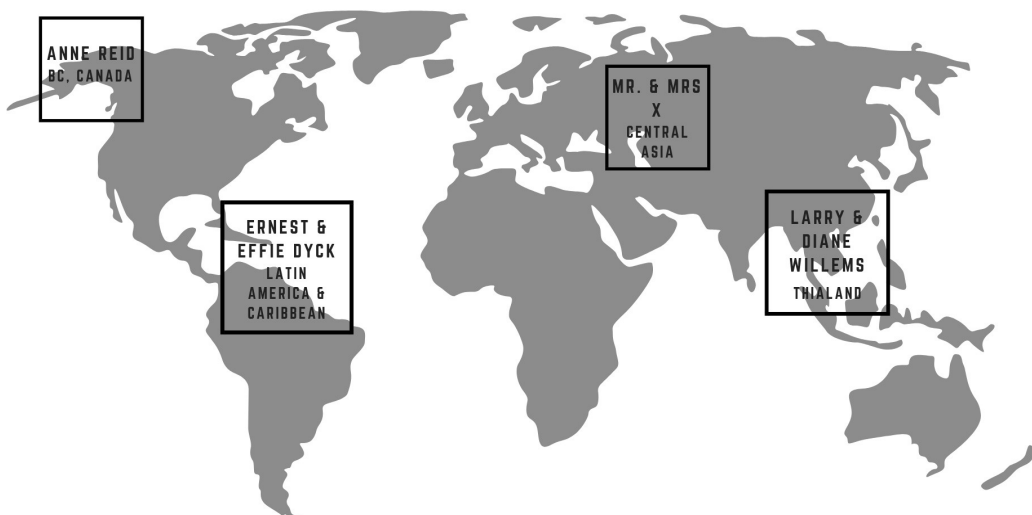 ANNE REID
BC, CANADA
MR. & MRS
X
CENTRAL
ASIA
ERNEST &
EFFIE DYCK
LATIN
AMERICA &
CARIBBEAN
LARRY &
DIANE
WILLEMS
THIALAND